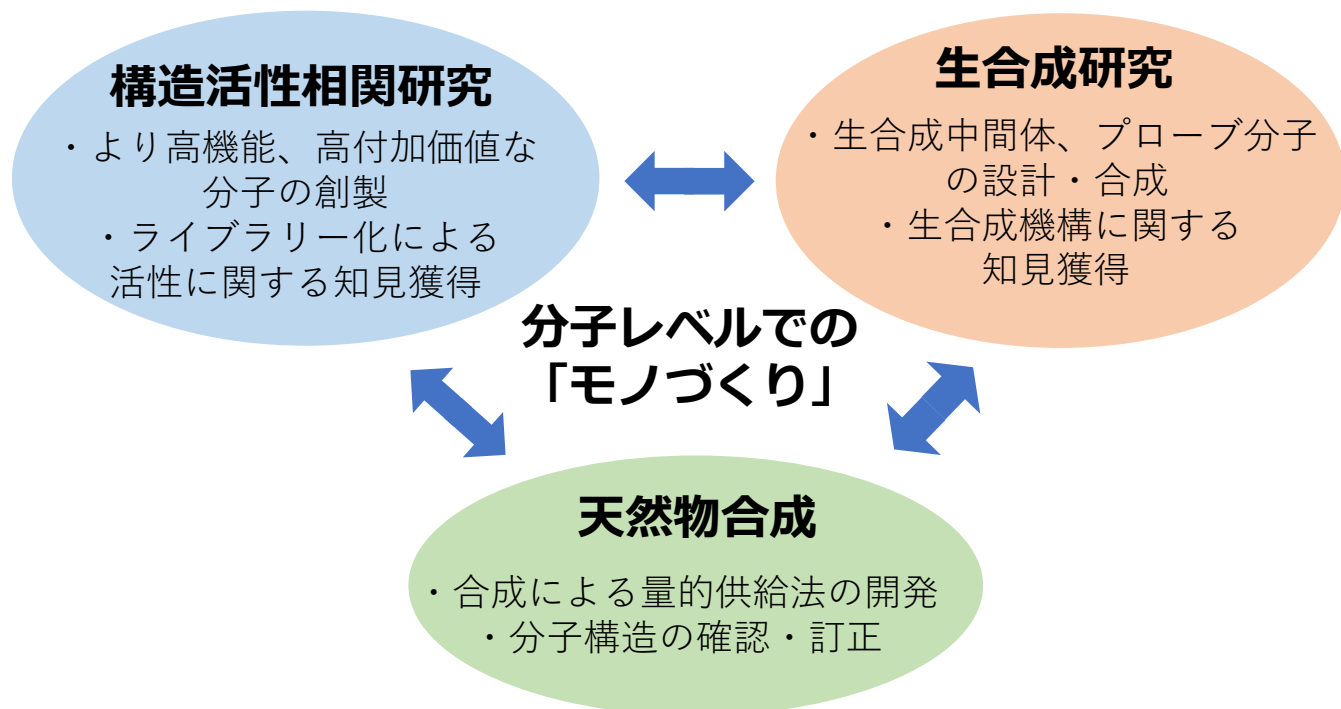 構造活性相関研究
・より高機能、高付加価値な
分子の創製
・ライブラリー化による
活性に関する知見獲得
生合成研究
・生合成中間体、プローブ分子
の設計・合成
・生合成機構に関する
知見獲得
分子レベルでの
「モノづくり」
天然物合成
・合成による量的供給法の開発
・分子構造の確認・訂正